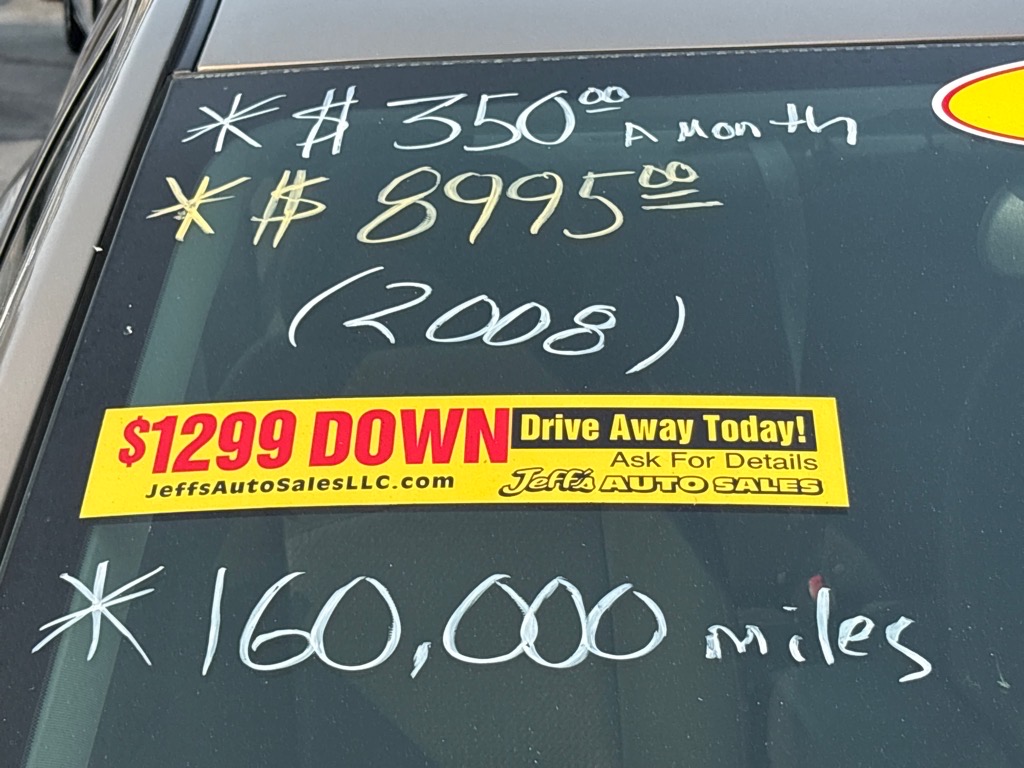 * $ 350⁰⁰ A Month
* $ 8995⁰⁰
(2008)
$1299 DOWN Drive Away Today!
Ask For Details
JeffsAutoSalesLLC.com Jeff's AUTO SALES
* 160,000 miles